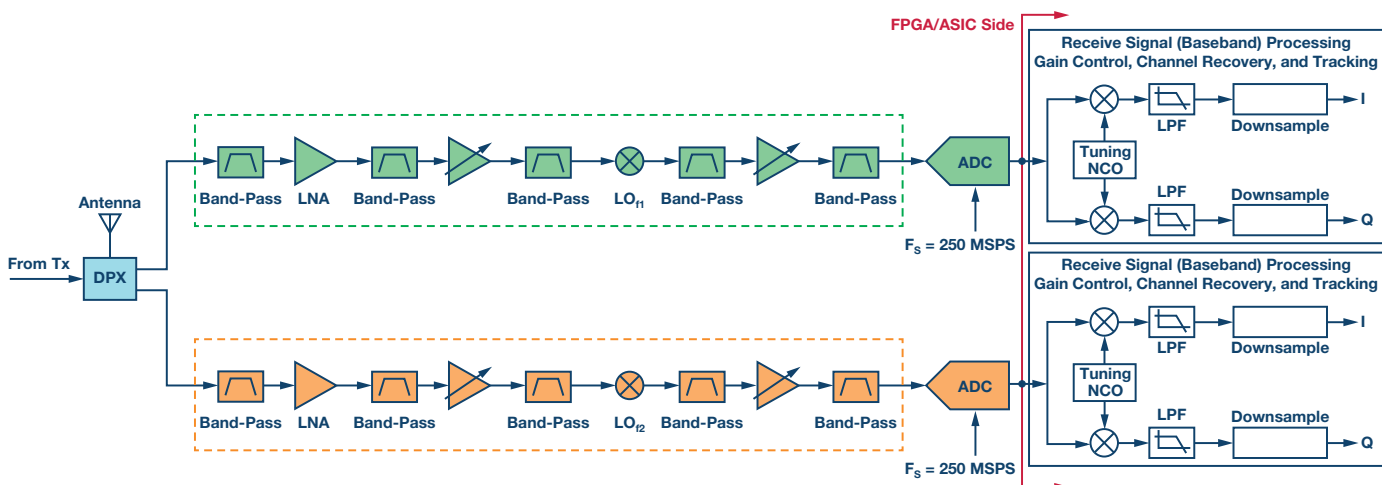 FPGA/ASIC Side
Receive Signal (Baseband) Processing
Gain Control, Channel Recovery, and Tracking
I
LPF
Downsample
Tuning
NCO
LPF
Downsample
Q
ADC
Band-Pass
LNA
Band-Pass
Band-Pass
LOf1
Band-Pass
Band-Pass
FS = 250 MSPS
Antenna
From Tx
DPX
Receive Signal (Baseband) Processing
Gain Control, Channel Recovery, and Tracking
I
LPF
Downsample
Tuning
NCO
LPF
Downsample
Q
ADC
Band-Pass
LNA
Band-Pass
Band-Pass
LOf2
Band-Pass
Band-Pass
FS = 250 MSPS